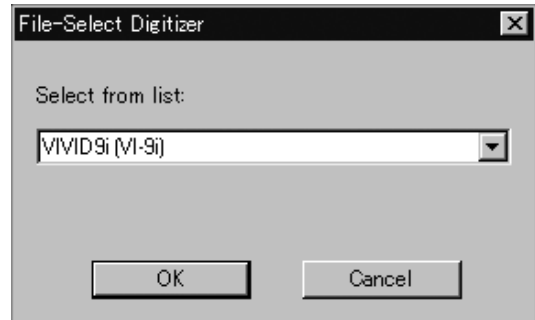 File-Select Digitizer
Select from list:
VIVID9i (VI-9i)
OK Cancel